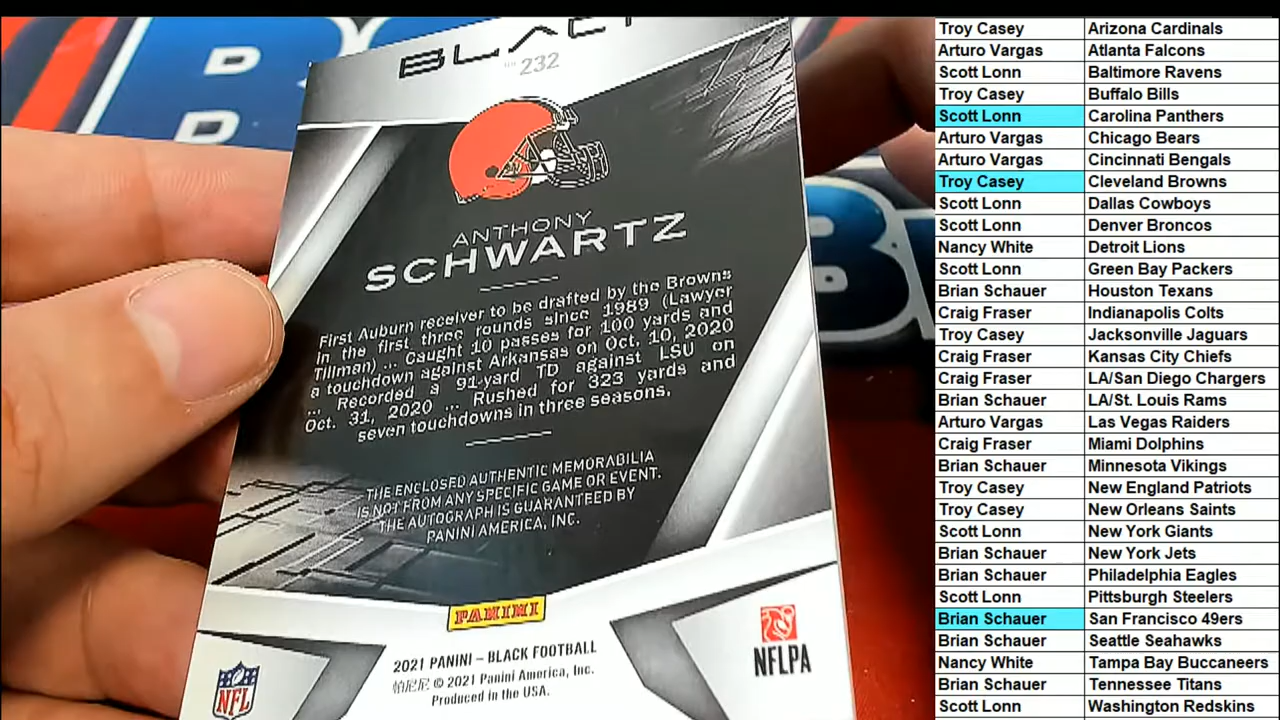 BLACK
No. 232
ANTHONY
SCHWARTZ
First Auburn receiver to be drafted by the Browns
in the first three rounds since 1989 (Lawyer
Tillman) ... Caught 10 passes for 100 yards and
a touchdown against Arkansas on Oct. 10, 2020
... Recorded a 91-yard TD against LSU on
Oct. 31, 2020 ... Rushed for 323 yards and
seven touchdowns in three seasons.
THE ENCLOSED AUTHENTIC MEMORABILIA
IS NOT FROM ANY SPECIFIC GAME OR EVENT.
THE AUTOGRAPH IS GUARANTEED BY
PANINI AMERICA, INC.
PANINI
2021 PANINI – BLACK FOOTBALL
帕尼尼 © 2021 Panini America, Inc.
Produced in the USA.
NFL
NFLPA
Troy Casey Arizona Cardinals
Arturo Vargas Atlanta Falcons
Scott Lonn Baltimore Ravens
Troy Casey Buffalo Bills
Scott Lonn Carolina Panthers
Arturo Vargas Chicago Bears
Arturo Vargas Cincinnati Bengals
Troy Casey Cleveland Browns
Scott Lonn Dallas Cowboys
Scott Lonn Denver Broncos
Nancy White Detroit Lions
Scott Lonn Green Bay Packers
Brian Schauer Houston Texans
Craig Fraser Indianapolis Colts
Troy Casey Jacksonville Jaguars
Craig Fraser Kansas City Chiefs
Craig Fraser LA/San Diego Chargers
Brian Schauer LA/St. Louis Rams
Arturo Vargas Las Vegas Raiders
Craig Fraser Miami Dolphins
Brian Schauer Minnesota Vikings
Troy Casey New England Patriots
Troy Casey New Orleans Saints
Scott Lonn New York Giants
Brian Schauer New York Jets
Brian Schauer Philadelphia Eagles
Scott Lonn Pittsburgh Steelers
Brian Schauer San Francisco 49ers
Brian Schauer Seattle Seahawks
Nancy White Tampa Bay Buccaneers
Brian Schauer Tennessee Titans
Scott Lonn Washington Redskins